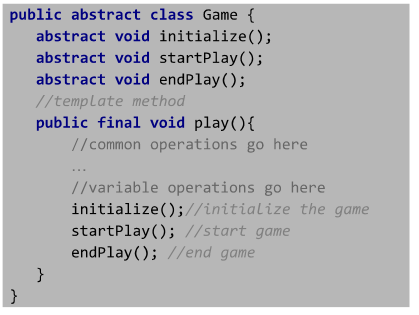 public abstract class Game {
abstract void initialize();
abstract void startPlay();
abstract void endPlay();
//template method
public final void play(){
//common operations go here
…
//variable operations go here
initialize();//initialize the game
startPlay(); //start game
endPlay(); //end game
}
}